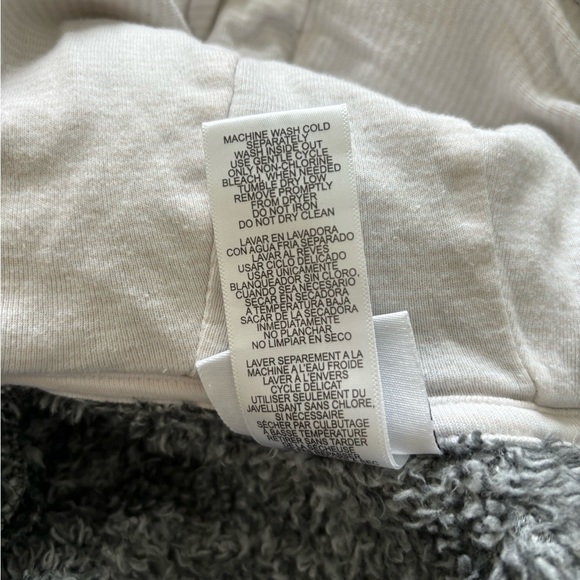 MACHINE WASH COLD
SEPARATELY
WASH INSIDE OUT
USE GENTLE CYCLE
ONLY NON-CHLORINE
BLEACH, WHEN NEEDED
TUMBLE DRY LOW
REMOVE PROMPTLY
FROM DRYER
DO NOT IRON
DO NOT DRY CLEAN
LAVAR EN LAVADORA
CON AGUA FRIA SEPARADO
LAVAR AL REVES
USAR CICLO DELICADO
USAR UNICAMENTE
BLANQUEADOR SIN CLORO,
CUANDO SEA NECESARIO
SECAR EN SECADORA
A TEMPERATURA BAJA
SACAR DE LA SECADORA
INMEDIATAMENTE
NO PLANCHAR
NO LIMPIAR EN SECO
LAVER SEPAREMENT A LA
MACHINE A L'EAU FROIDE
LAVER À L'ENVERS
CYCLE DÉLICAT
UTILISER SEULEMENT DU
JAVELLISANT SANS CHLORE,
SI NÉCESSAIRE
SÉCHER PAR CULBUTAGE
À BASSE TEMPÉRATURE
RETIRER SANS TARDER